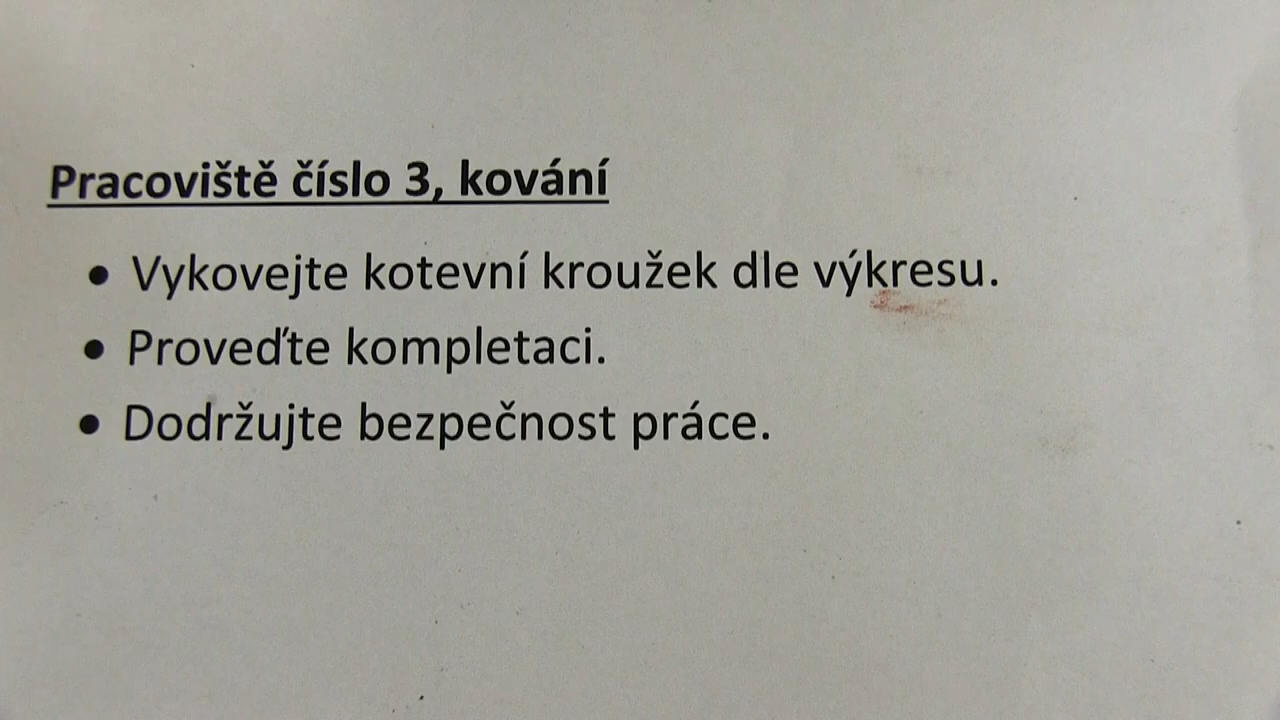 Pracoviště číslo 3, kování
• Vykovejte kotevní kroužek dle výkresu.
• Proveďte kompletaci.
• Dodržujte bezpečnost práce.